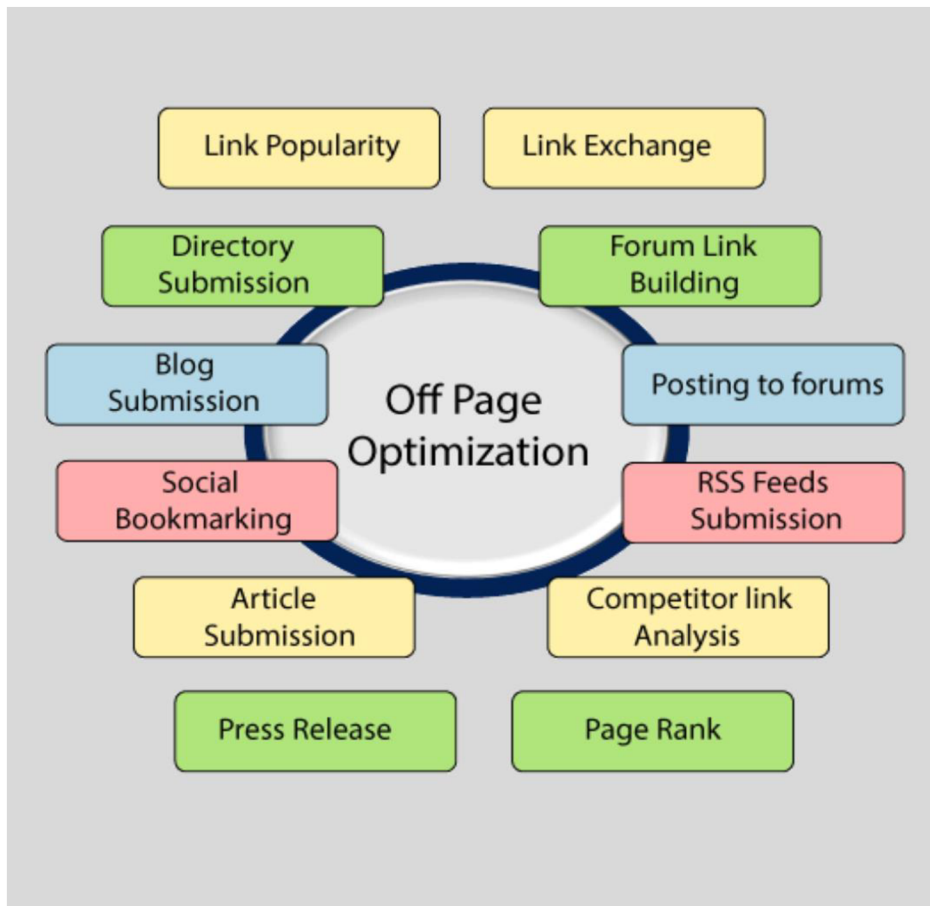 Link Popularity
Link Exchange
Directory
Submission
Forum Link
Building
Blog
Submission
Off Page
Optimization
Posting to forums
Social
Bookmarking
RSS Feeds
Submission
Article
Submission
Competitor link
Analysis
Press Release
Page Rank